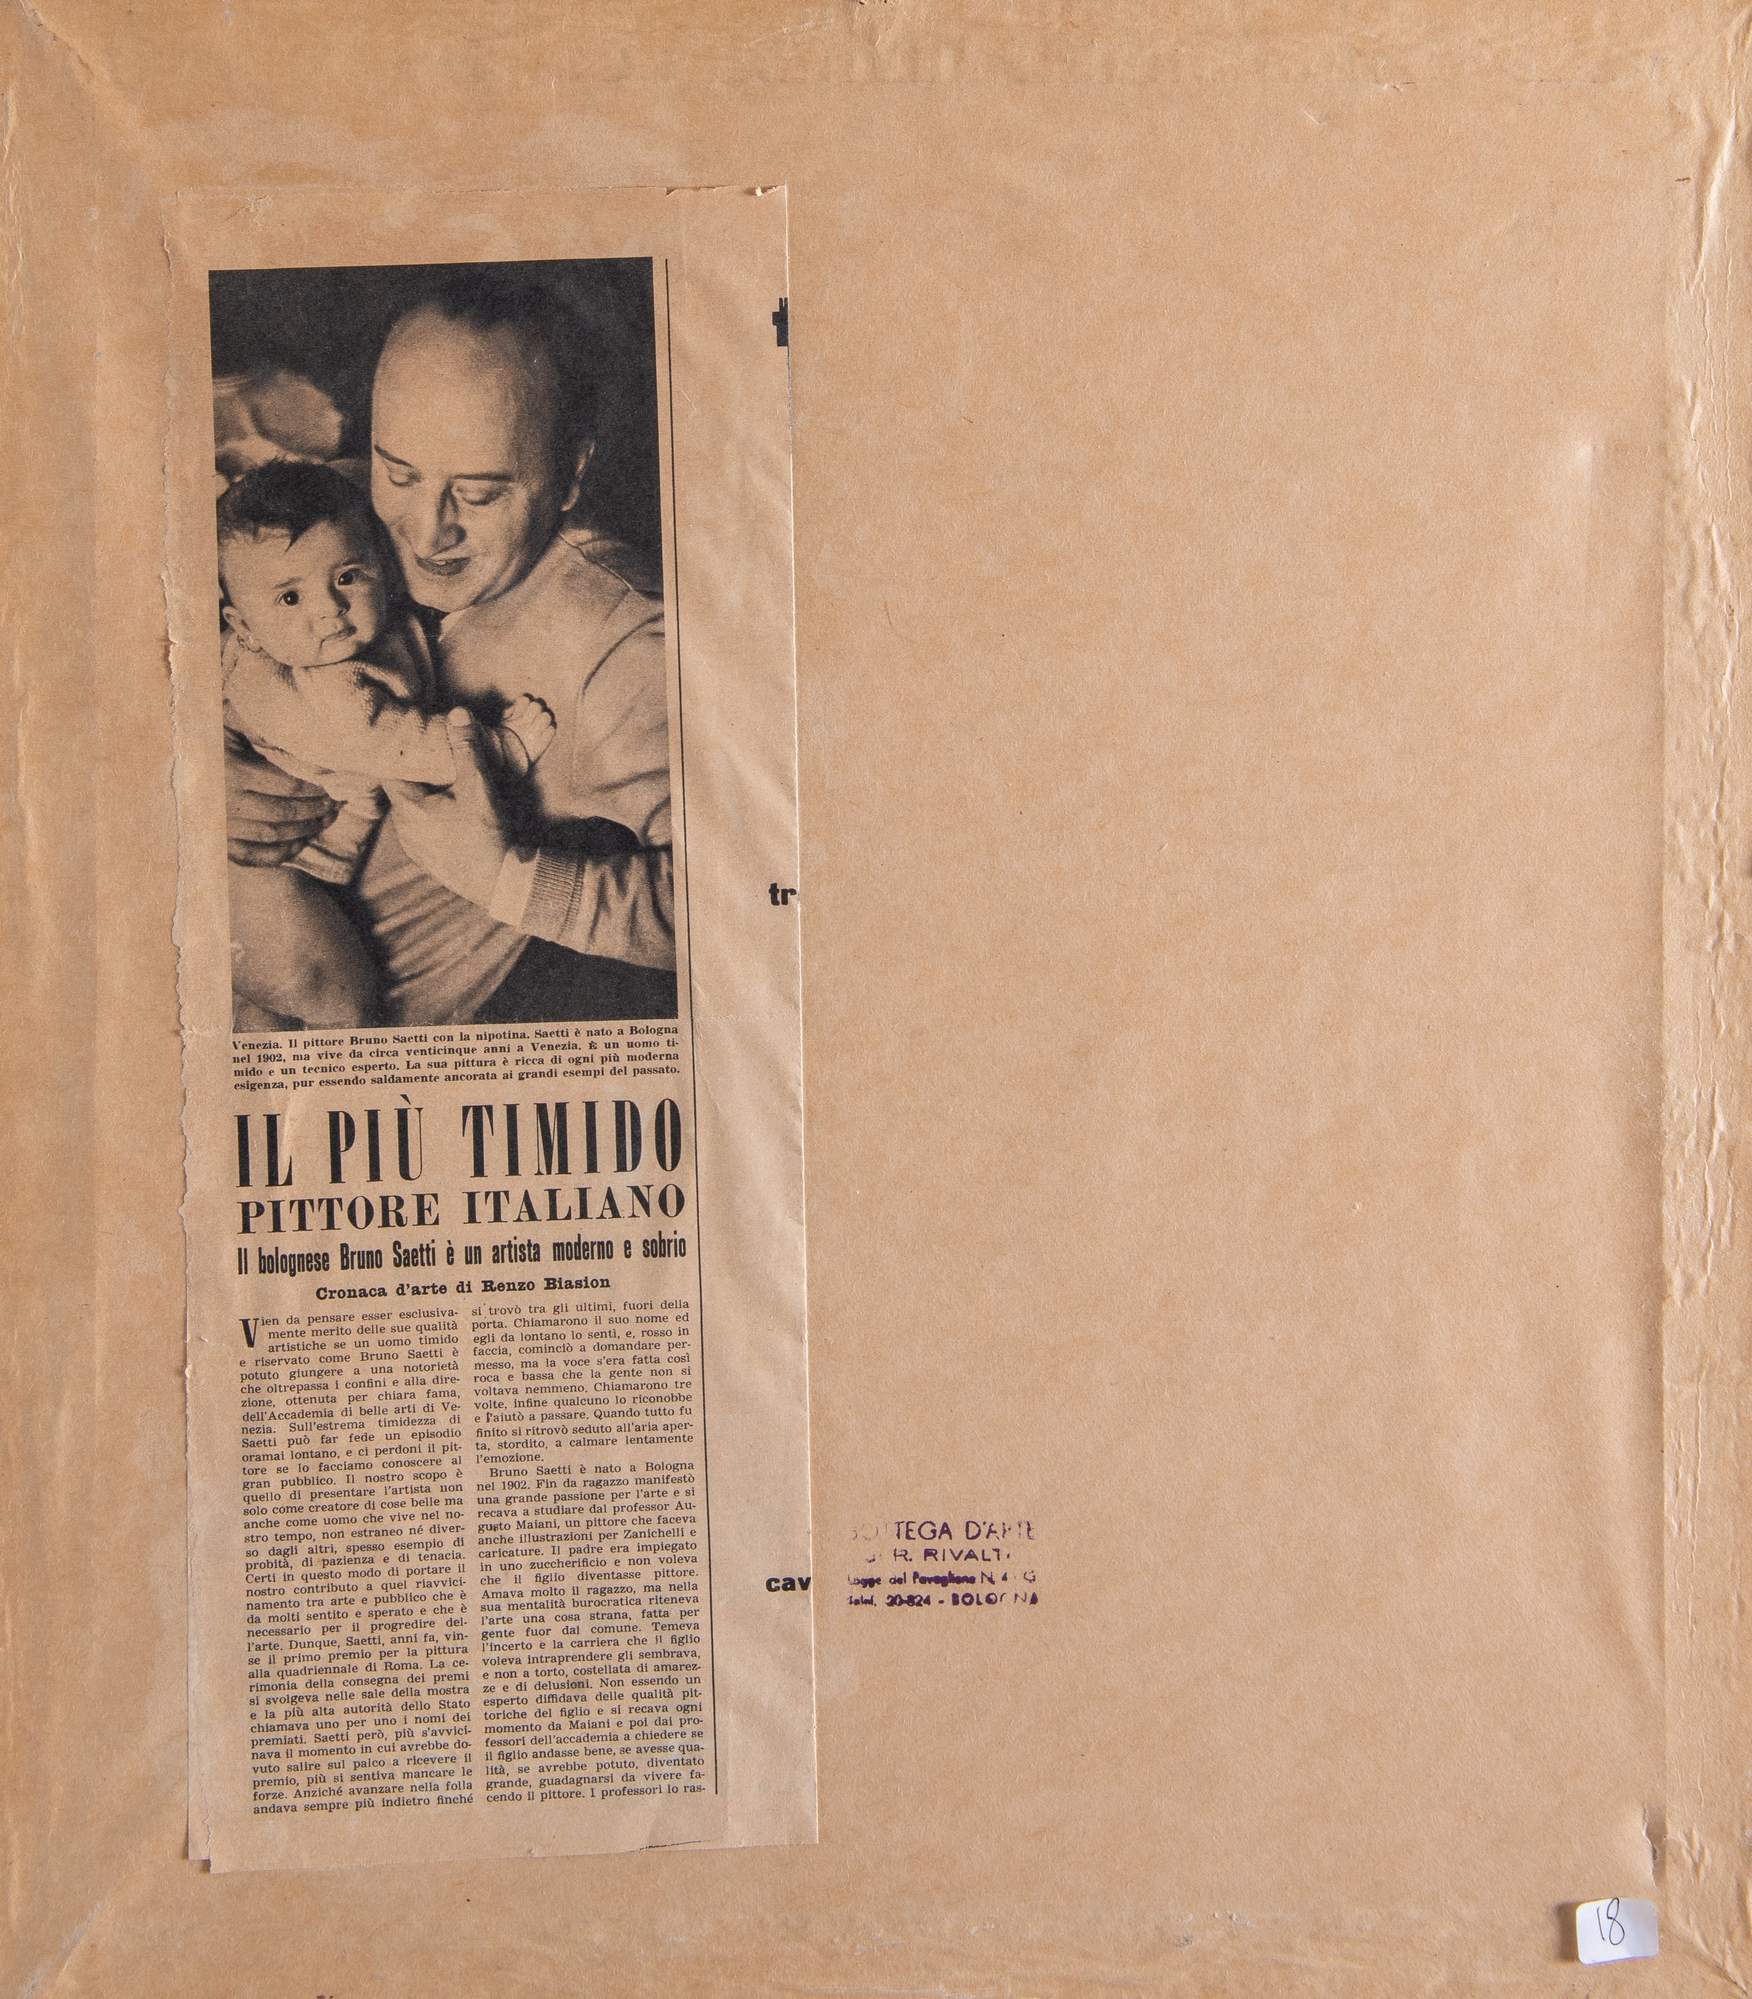 t
tr
cav
Venezia. Il pittore Bruno Saetti con la nipotina. Saetti è nato a Bologna
nel 1902, ma vive da circa venticinque anni a Venezia. È un uomo ti-
mido e un tecnico esperto. La sua pittura è ricca di ogni più moderna
esigenza, pur essendo saldamente ancorata ai grandi esempi del passato.
IL PIÙ TIMIDO
PITTORE ITALIANO
Il bolognese Bruno Saetti è un artista moderno e sobrio
Cronaca d'arte di Renzo Biasion
Vien da pensare esser esclusiva-
mente merito delle sue qualità
artistiche se un uomo timido
e riservato come Bruno Saetti è
potuto giungere a una notorietà
che oltrepassa i confini e alla dire-
zione, ottenuta per chiara fama,
dell'Accademia di belle arti di Ve-
nezia. Sull'estrema timidezza di
Saetti può far fede un episodio
oramai lontano, e ci perdoni il pit-
tore se lo facciamo conoscere al
gran pubblico. Il nostro scopo è
quello di presentare l'artista non
solo come creatore di cose belle ma
anche come uomo che vive nel no-
stro tempo, non estraneo né diver-
so dagli altri, spesso esempio di
probità, di pazienza e di tenacia.
Certi in questo modo di portare il
nostro contributo a quel riavvici-
namento tra arte e pubblico che è
da molti sentito e sperato e che è
necessario per il progredire del-
l'arte. Dunque, Saetti, anni fa, vin-
se il primo premio per la pittura
alla quadriennale di Roma. La ce-
rimonia della consegna dei premi
si svolgeva nelle sale della mostra
e la più alta autorità dello Stato
chiamava uno per uno i nomi dei
premiati. Saetti però, più s'avvici-
nava il momento in cui avrebbe do-
vuto salire sul palco a ricevere il
premio, più si sentiva mancare le
forze. Anziché avanzare nella folla
andava sempre più indietro finché
si trovò tra gli ultimi, fuori della
porta. Chiamarono il suo nome ed
egli da lontano lo sentì, e, rosso in
faccia, cominciò a domandare per-
messo, ma la voce s'era fatta così
roca e bassa che la gente non si
voltava nemmeno. Chiamarono tre
volte, infine qualcuno lo riconobbe
e l'aiutò a passare. Quando tutto fu
finito si ritrovò seduto all'aria aper-
ta, stordito, a calmare lentamente
l'emozione.
Bruno Saetti è nato a Bologna
nel 1902. Fin da ragazzo manifestò
una grande passione per l'arte e si
recava a studiare dal professor Au-
gusto Maiani, un pittore che faceva
anche illustrazioni per Zanichelli e
caricature. Il padre era impiegato
in uno zuccherificio e non voleva
che il figlio diventasse pittore.
Amava molto il ragazzo, ma nella
sua mentalità burocratica riteneva
l'arte una cosa strana, fatta per
gente fuor dal comune. Temeva
l'incerto e la carriera che il figlio
voleva intraprendere gli sembrava,
e non a torto, costellata di amarez-
ze e di delusioni. Non essendo un
esperto diffidava delle qualità pit-
toriche del figlio e si recava ogni
momento da Maiani e poi dai pro-
fessori dell'accademia a chiedere se
il figlio andasse bene, se avesse qua-
lità, se avrebbe potuto, diventato
grande, guadagnarsi da vivere fa-
cendo il pittore. I professori lo ras-
BOTTEGA D'ARTE
R. RIVALT
Logge del Pavaglione N. 4 G
Telef. 20-824 - BOLOGNA
18